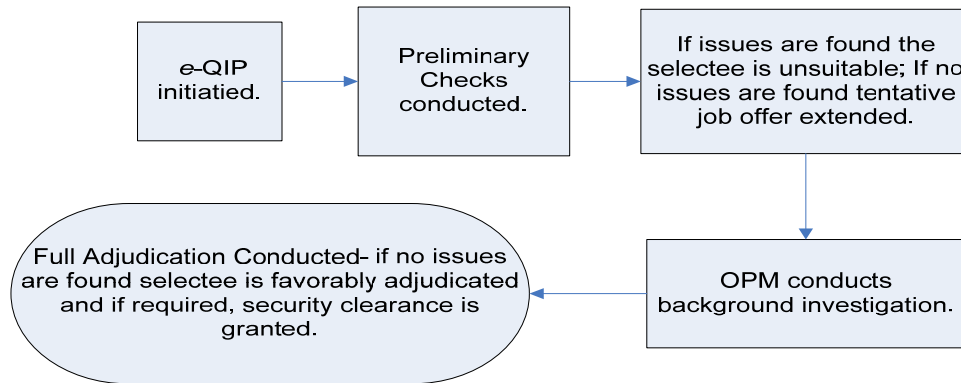 e-QIP
initiatied.
Preliminary
Checks
conducted.
If issues are found the
selectee is unsuitable; If no
issues are found tentative
job offer extended.
OPM conducts
background investigation.
Full Adjudication Conducted- if no issues
are found selectee is favorably adjudicated
and if required, security clearance is
granted.